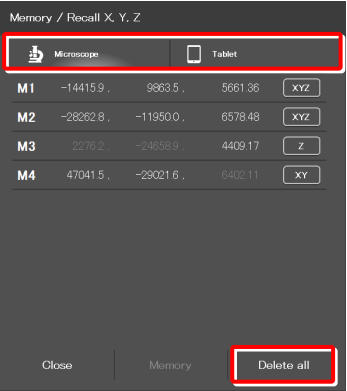 Memory / Recall X, Y, Z
Microscope Tablet
M1 -14415.9 , 9863.5 , 5661.36 XYZ
M2 -28262.8 , -11950.0 , 6578.48 XYZ
M3 2276.2 , -24658.9 , 4409.17 Z
M4 47041.5 , -29021.6 , 6402.11 XY
Close Memory Delete all